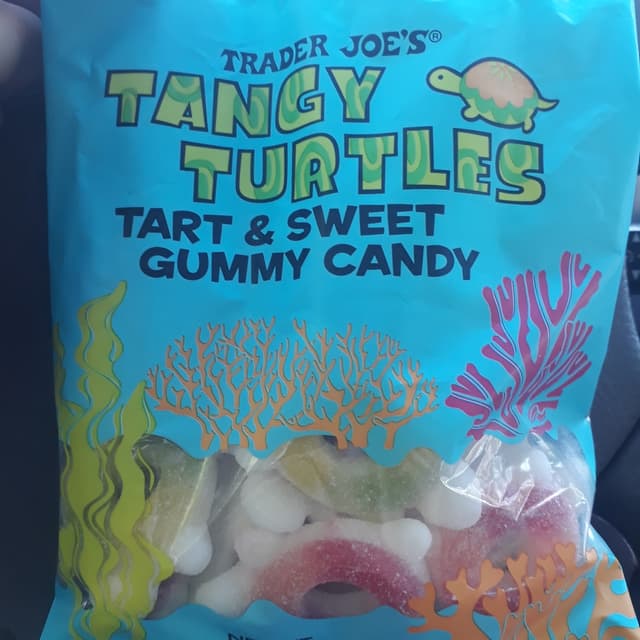 TRADER JOE'S®
TANGY
TURTLES
TART & SWEET
GUMMY CANDY